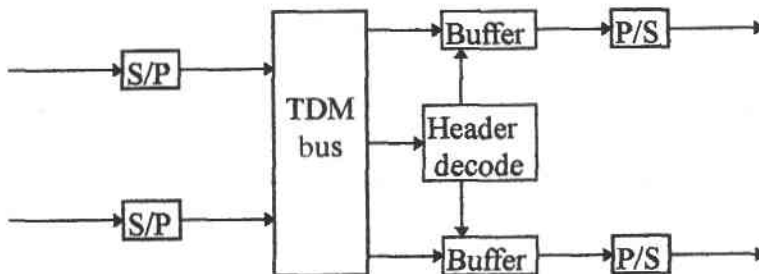 Buffer
P/S
S/P
TDM
bus
Header
decode
S/P
Buffer
P/S